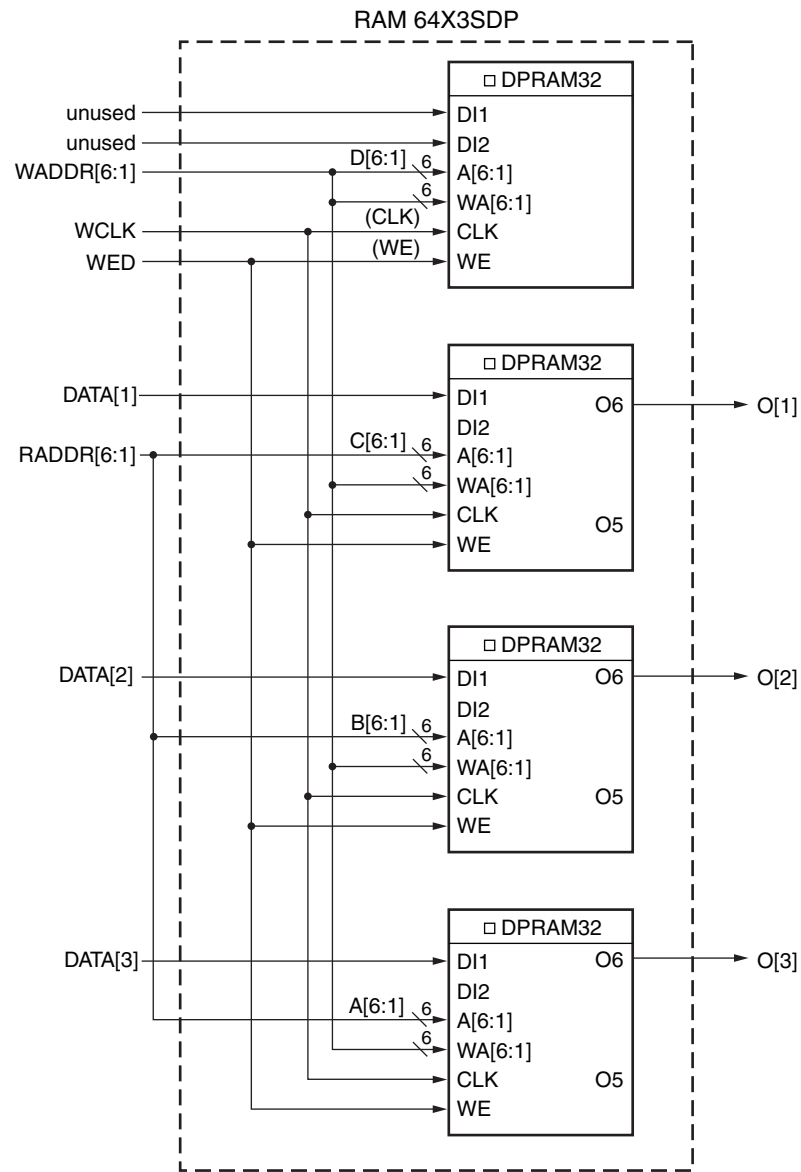 RAM 64X3SDP
DPRAM32
unused
DI1
unused
DI2
WADDR[6:1]
D[6:1]
6
A[6:1]
6
WA[6:1]
WCLK
(CLK)
CLK
WED
(WE)
WE
DPRAM32
DATA[1]
DI1
O6
O[1]
DI2
RADDR[6:1]
C[6:1]
6
A[6:1]
6
WA[6:1]
CLK
O5
WE
DPRAM32
DATA[2]
DI1
O6
O[2]
DI2
B[6:1]
6
A[6:1]
6
WA[6:1]
CLK
O5
WE
DPRAM32
DATA[3]
DI1
O6
O[3]
DI2
A[6:1]
6
A[6:1]
6
WA[6:1]
CLK
O5
WE